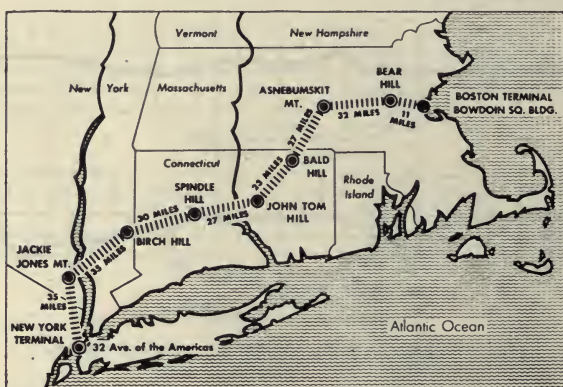 Vermont
New Hampshire
New York
Massachusetts
ASNEBUMSKIT
MT.
BEAR
HILL
32 MILES
11
MILES
BOSTON TERMINAL
BOWDOIN SQ. BLDG.
27 MILES
Connecticut
BALD
HILL
Rhode
Island
SPINDLE
HILL
MILES
JOHN TOM
HILL
30 MILES
27 MILES
BIRCH HILL
JACKIE
JONES MT.
MILES
35
MILES
NEW YORK
TERMINAL
32 Ave. of the Americas
Atlantic Ocean